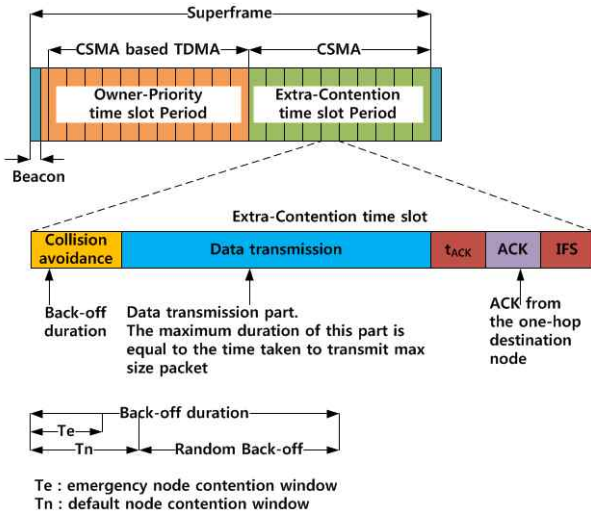 Superframe
CSMA based TDMA
CSMA
Owner-Priority
time slot Period
Extra-Contention
time slot Period
Beacon
Extra-Contention time slot
Collision
avoidance
Data transmission
tACK
ACK
IFS
Back-off
duration
Data transmission part.
The maximum duration of this part is
equal to the time taken to transmit max
size packet
ACK from
the one-hop
destination
node
Back-off duration
Te
Tn
Random Back-off
Te : emergency node contention window
Tn : default node contention window